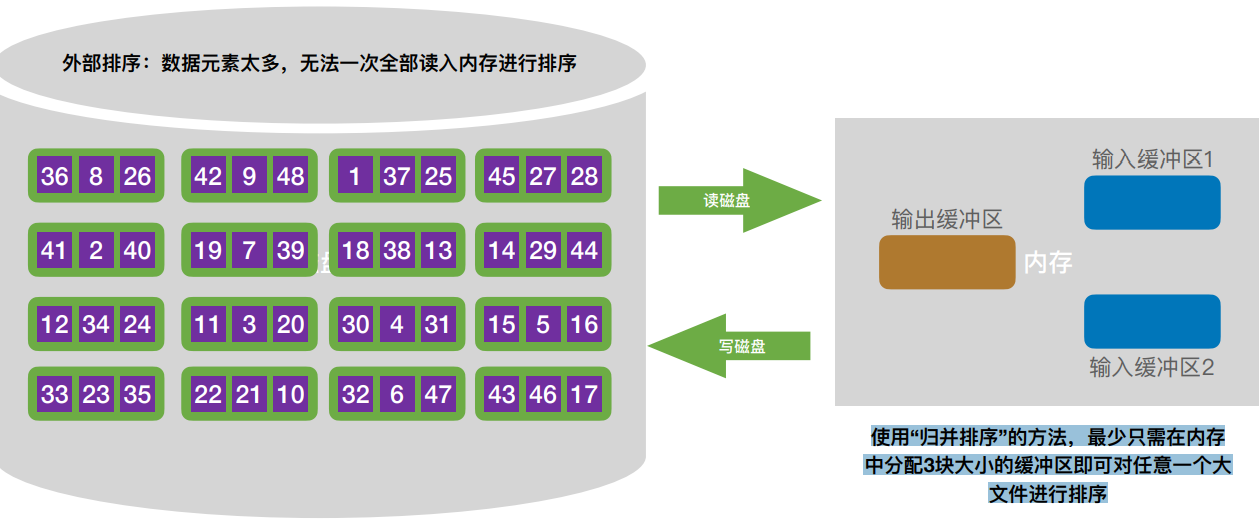 外部排序：数据元素太多，无法一次全部读入内存进行排序
36 8 26 42 9 48 1 37 25 45 27 28
41 2 40 19 7 39 18 38 13 14 29 44
盘
12 34 24 11 3 20 30 4 31 15 5 16
33 23 35 22 21 10 32 6 47 43 46 17
读磁盘
写磁盘
输入缓冲区1
输出缓冲区
内存
输入缓冲区2
使用“归并排序”的方法，最少只需在内存
中分配3块大小的缓冲区即可对任意一个大
文件进行排序